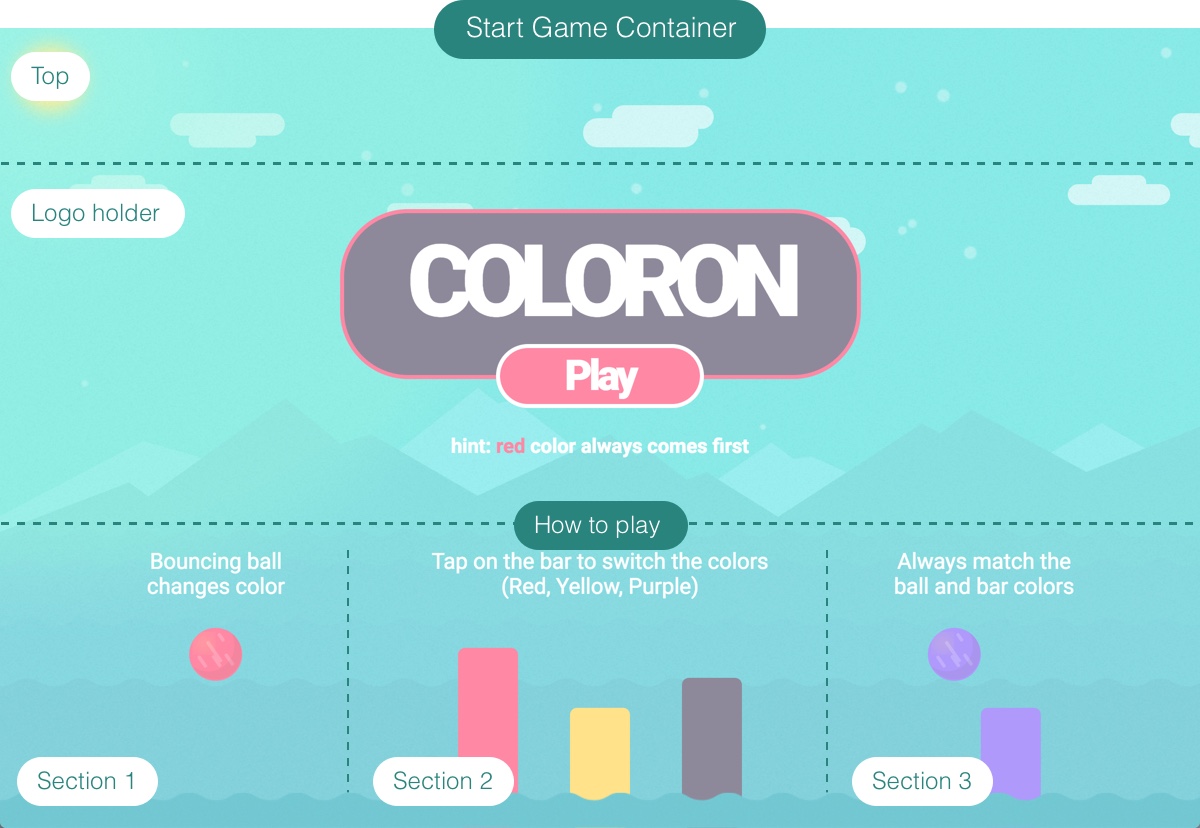 Start Game Container
Top
Logo holder
COLORON
Play
hint: red color always comes first
How to play
Bouncing ball
changes color
Tap on the bar to switch the colors
(Red, Yellow, Purple)
Always match the
ball and bar colors
Section 1
Section 2
Section 3